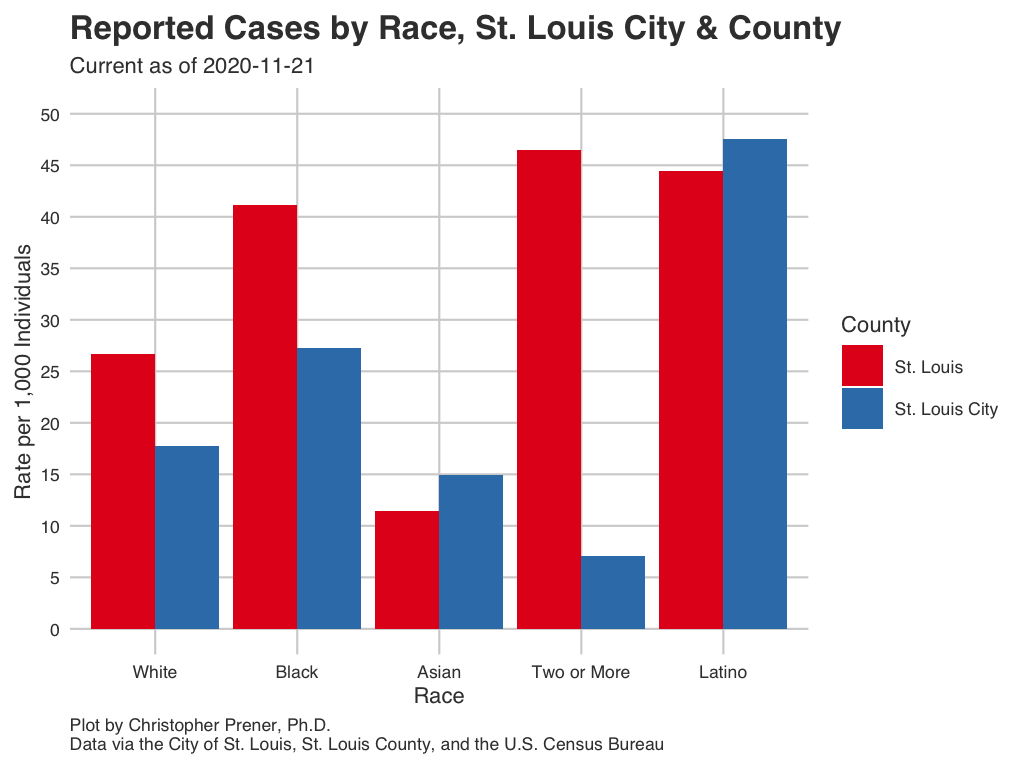 Reported Cases by Race, St. Louis City & County
Current as of 2020-11-21
Rate per 1,000 Individuals
50
45
40
35
30
25
20
15
10
5
0
White
Black
Asian
Two or More
Latino
Race
County
St. Louis
St. Louis City
Plot by Christopher Prener, Ph.D.
Data via the City of St. Louis, St. Louis County, and the U.S. Census Bureau